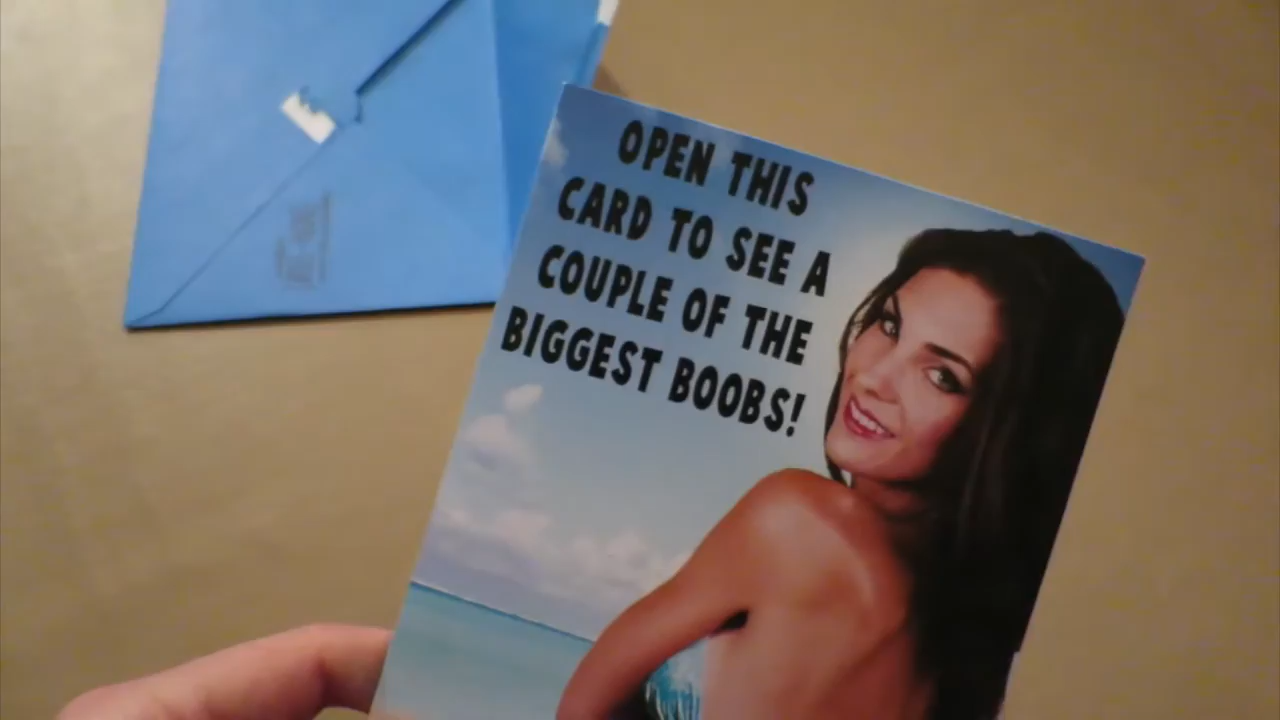 OPEN THIS
CARD TO SEE A
COUPLE OF THE
BIGGEST BOOBS!